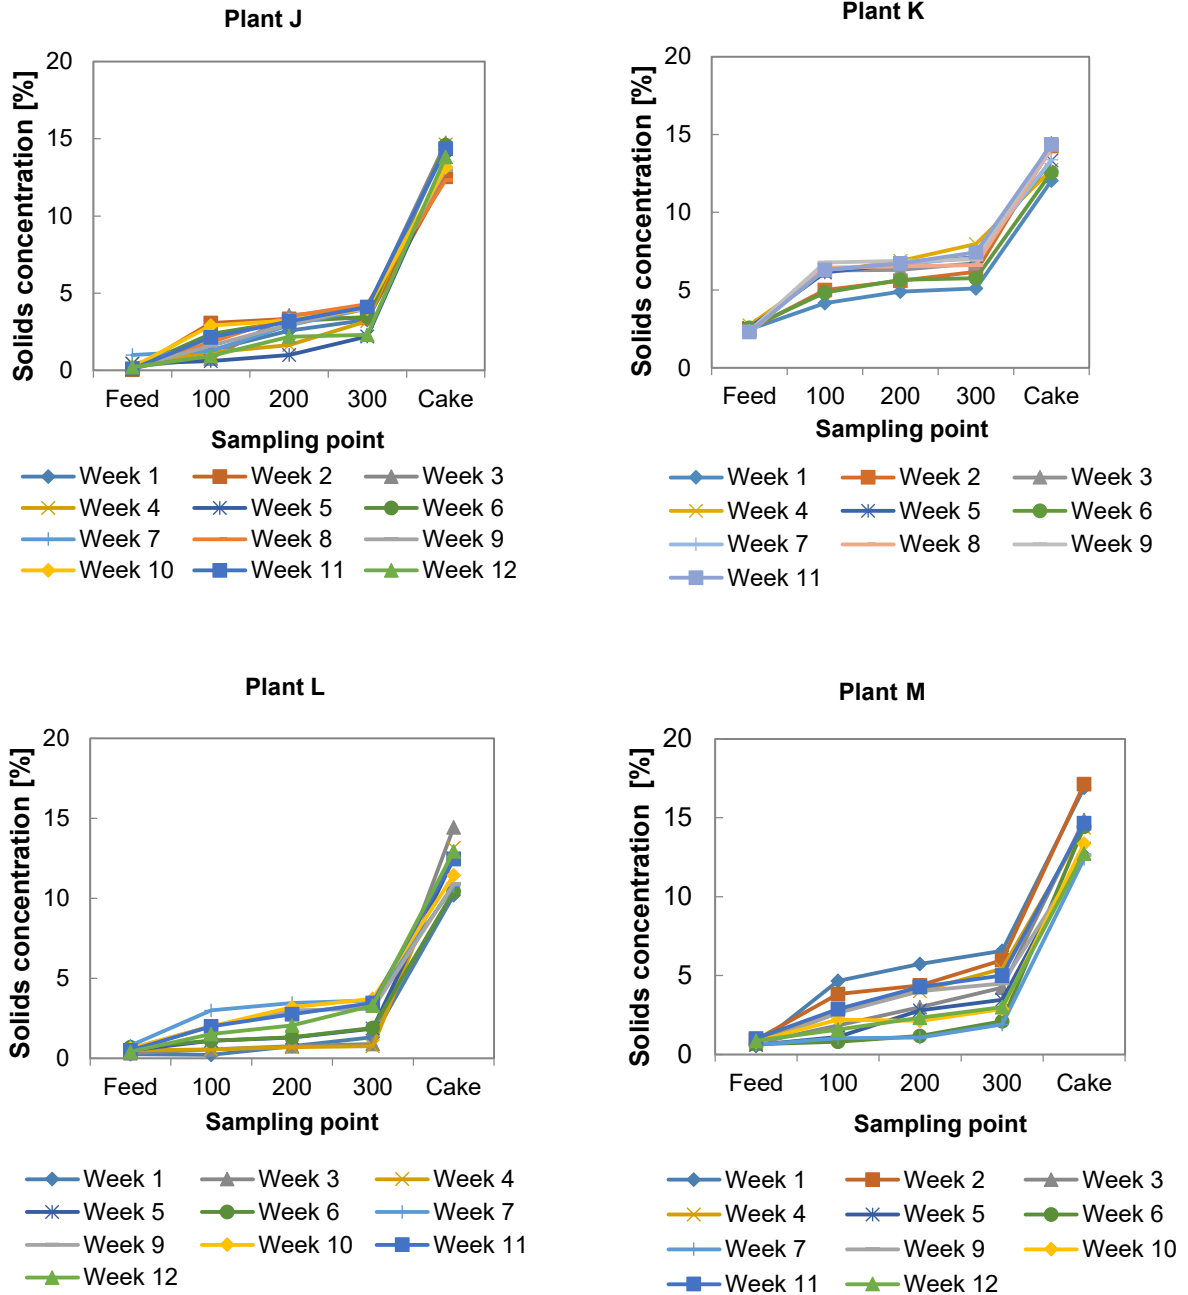 Plant J
Solids concentration [%]
20
15
10
5
0
Feed 100 200 300 Cake
Sampling point
Week 1 Week 2 Week 3
Week 4 Week 5 Week 6
Week 7 Week 8 Week 9
Week 10 Week 11 Week 12
Plant K
Solids concentration [%]
20
15
10
5
0
Feed 100 200 300 Cake
Sampling point
Week 1 Week 2 Week 3
Week 4 Week 5 Week 6
Week 7 Week 8 Week 9
Week 11
Plant L
Solids concentration [%]
20
15
10
5
0
Feed 100 200 300 Cake
Sampling point
Week 1 Week 3 Week 4
Week 5 Week 6 Week 7
Week 9 Week 10 Week 11
Week 12
Plant M
Solids concentration [%]
20
15
10
5
0
Feed 100 200 300 Cake
Sampling point
Week 1 Week 2 Week 3
Week 4 Week 5 Week 6
Week 7 Week 9 Week 10
Week 11 Week 12